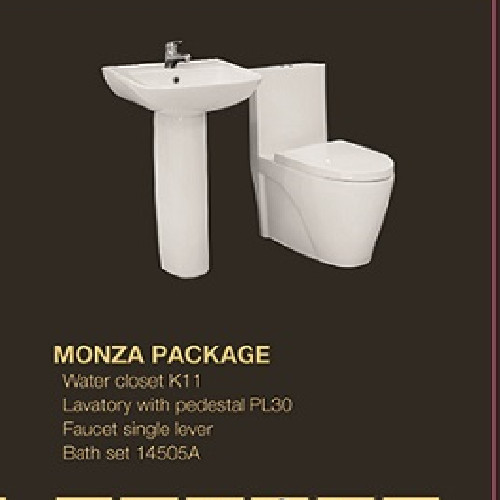 MONZA PACKAGE
Water closet K11
Lavatory with pedestal PL30
Faucet single lever
Bath set 14505A